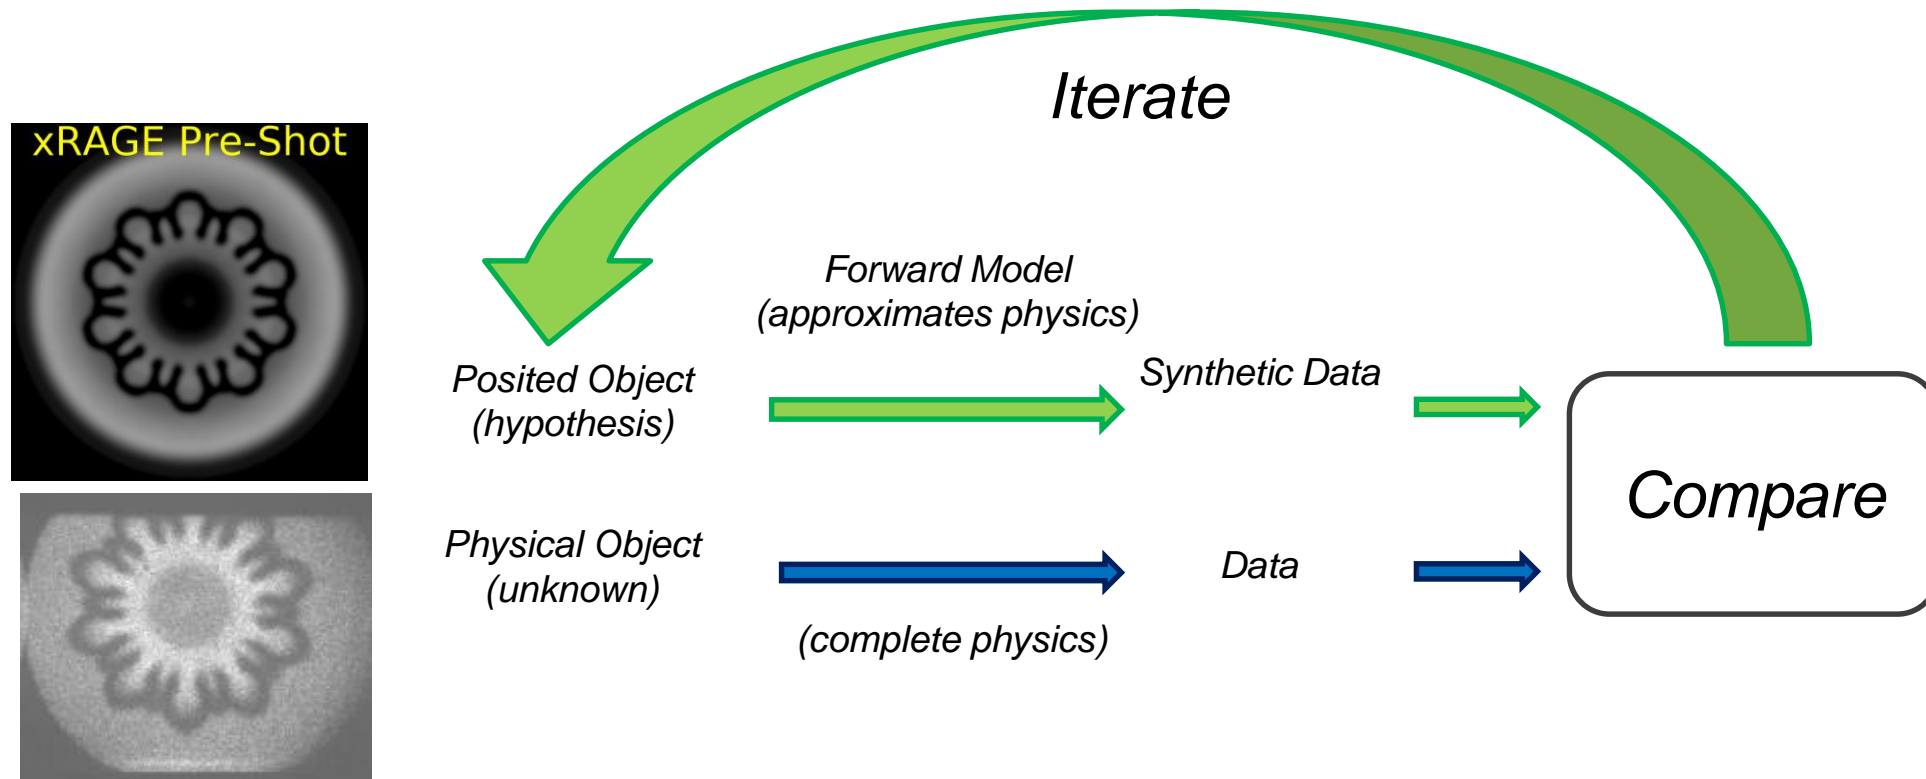 Iterate
xRAGE Pre-Shot
Forward Model
(approximates physics)
Posited Object
(hypothesis)
Synthetic Data
Compare
Physical Object
(unknown)
Data
(complete physics)